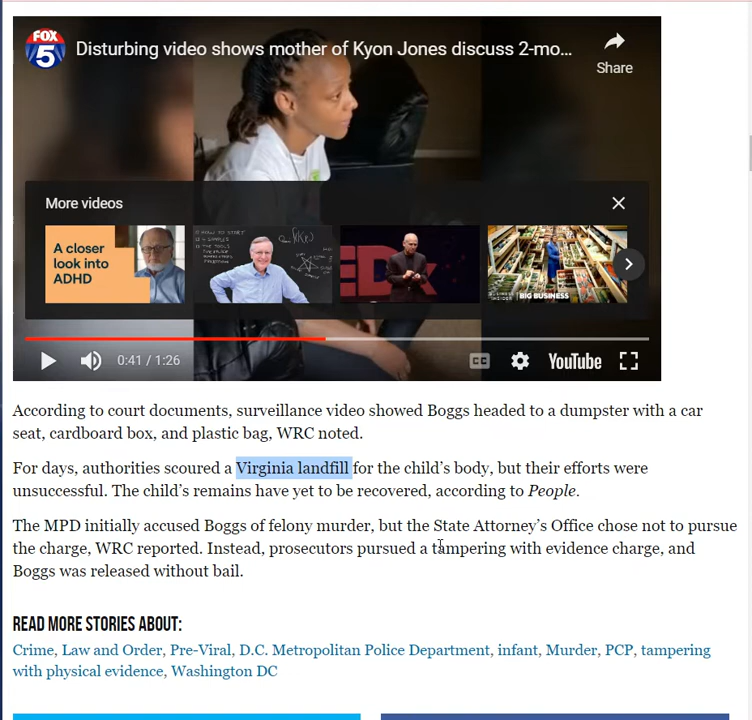 FOX
5
Disturbing video shows mother of Kyon Jones discuss 2-mo...
Share
More videos
A closer
look into
ADHD
EDx
BUSINESS INSIDER | BIG BUSINESS
0:41 / 1:26
CC
YouTube
According to court documents, surveillance video showed Boggs headed to a dumpster with a car
seat, cardboard box, and plastic bag, WRC noted.
For days, authorities scoured a Virginia landfill for the child's body, but their efforts were
unsuccessful. The child's remains have yet to be recovered, according to People.
The MPD initially accused Boggs of felony murder, but the State Attorney's Office chose not to pursue
the charge, WRC reported. Instead, prosecutors pursued a tampering with evidence charge, and
Boggs was released without bail.
READ MORE STORIES ABOUT:
Crime, Law and Order, Pre-Viral, D.C. Metropolitan Police Department, infant, Murder, PCP, tampering
with physical evidence, Washington DC